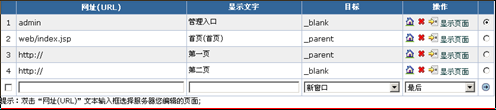 网址(URL) 显示文字 目标 操作
1 admin 管理入口 _blank 显示页面
2 web/index.jsp 首页(首页) _parent 显示页面
3 http:// 第一页 _parent 显示页面
4 http:// 第二页 _blank 显示页面
新窗口 最后
提示：双击“网址(URL)”文本输入框选择服务器您编辑的页面;